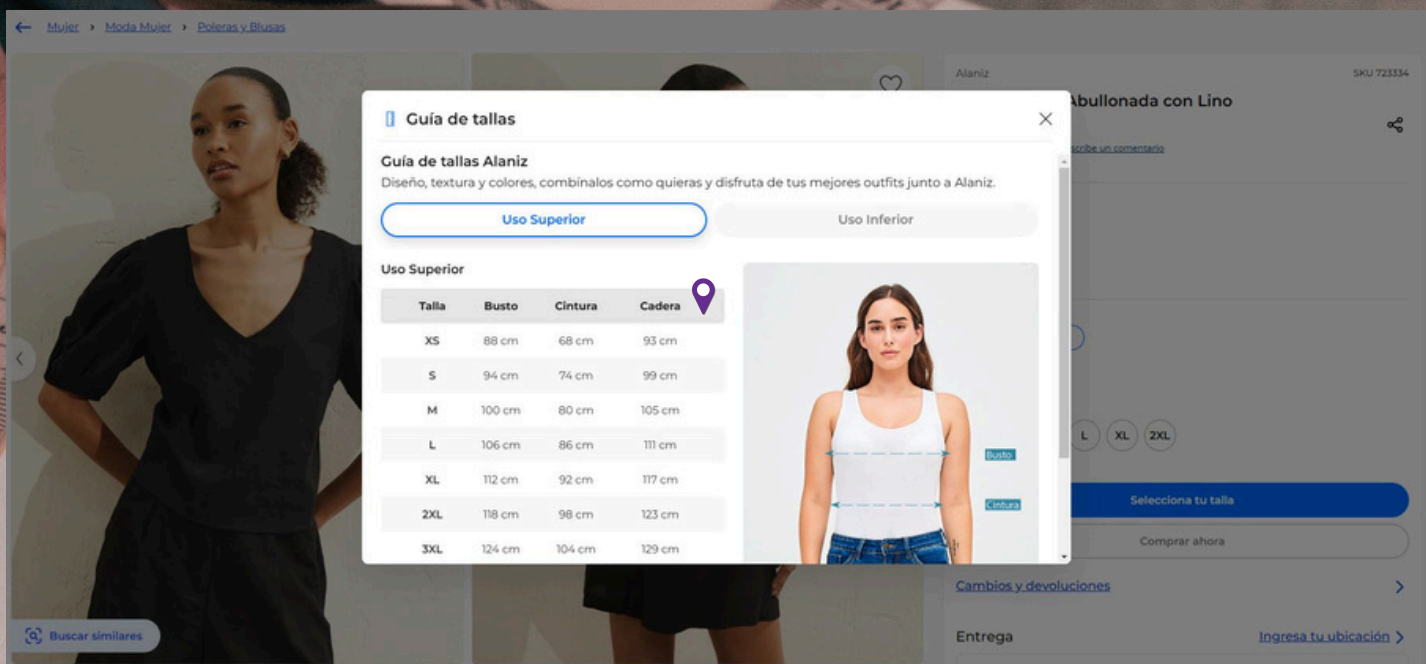 Mujer > Moda Mujer > Poleras y Blusas
Alaniz
SKU 723334
Abullonada con Lino
scribe un comentario
Guía de tallas
Guía de tallas Alaniz
Diseño, textura y colores, combínalos como quieras y disfruta de tus mejores outfits junto a Alaniz.
Uso Superior
Uso Inferior
Uso Superior
Talla Busto Cintura Cadera
XS 88 cm 68 cm 93 cm
S 94 cm 74 cm 99 cm
M 100 cm 80 cm 105 cm
L 106 cm 86 cm 111 cm
XL 112 cm 92 cm 117 cm
2XL 118 cm 98 cm 123 cm
3XL 124 cm 104 cm 129 cm
Busto
Cintura
L XL 2XL
Selecciona tu talla
Comprar ahora
Cambios y devoluciones
Entrega
Ingresa tu ubicación
Buscar similares